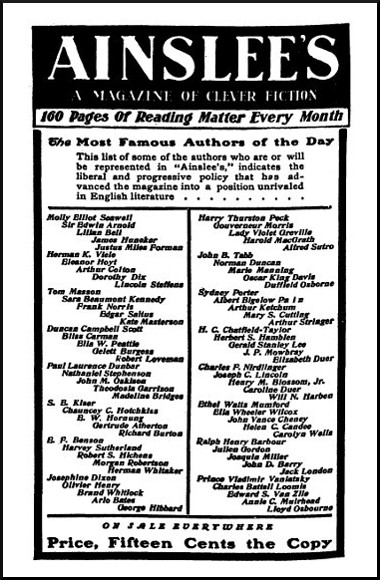 AINSLEE'S
A MAGAZINE OF CLEVER FICTION
160 Pages Of Reading Matter Every Month
The Most Famous Authors of the Day
This list of some of the authors who are or will
be represented in "Ainslee's," indicates the
liberal and progressive policy that has ad-
vanced the magazine into a position unrivaled
in English literature . . . . . . . . . .
Molly Elliot Seawell
Sir Edwin Arnold
Lilian Bell
James Huneker
Justus Miles Forman
Herman K. Viele
Eleanor Hoyt
Arthur Colton
Dorothy Dix
Lincoln Steffens
Tom Masson
Sara Beaumont Kennedy
Frank Norris
Edgar Saltus
Kate Masterson
Duncan Campbell Scott
Bliss Carman
Elia W. Peattie
Gelett Burgess
Robert Loveman
Paul Laurence Dunbar
Nathaniel Stephenson
John M. Oskison
Theodosia Garrison
Madeline Bridges
S. E. Kiser
Chauncey C. Hotchkiss
E. W. Hornung
Gertrude Atherton
Richard Burton
E. F. Benson
Harvey Sutherland
Robert S. Hichens
Morgan Robertson
Herman Whitaker
Josephine Dixon
Olivier Henry
Brand Whitlock
Arlo Bates
George Hibbard
Harry Thurston Peck
Gouverneur Morris
Lady Violet Greville
Harold MacGrath
Alfred Sutro
John B. Tabb
Norman Duncan
Marie Manning
Oscar King Davis
Duffield Osborne
Sydney Porter
Albert Bigelow Pain
Arthur Ketchum
Mary S. Cutting
Arthur Stringer
H. C. Chatfield-Taylor
Herbert S. Hamblen
Gerald Stanley Lee
J. P. Mowbray
Elizabeth Duer
Charles F. Nirdlinger
Joseph C. Lincoln
Henry M. Blossom, Jr.
Caroline Duer
Will N. Harben
Ethel Watts Mumford
Ella Wheeler Wilcox
John Vance Cheney
Helen C. Candee
Carolyn Wells
Ralph Henry Barbour
Julien Gordon
Joaquin Miller
John D. Barry
Jack London
Prince Vladimir Vaniatsky
Charles Battell Loomis
Edward S. Van Zile
Annie C. Muirhead
Lloyd Osbourne
ON SALE EVERYWHERE
Price, Fifteen Cents the Copy